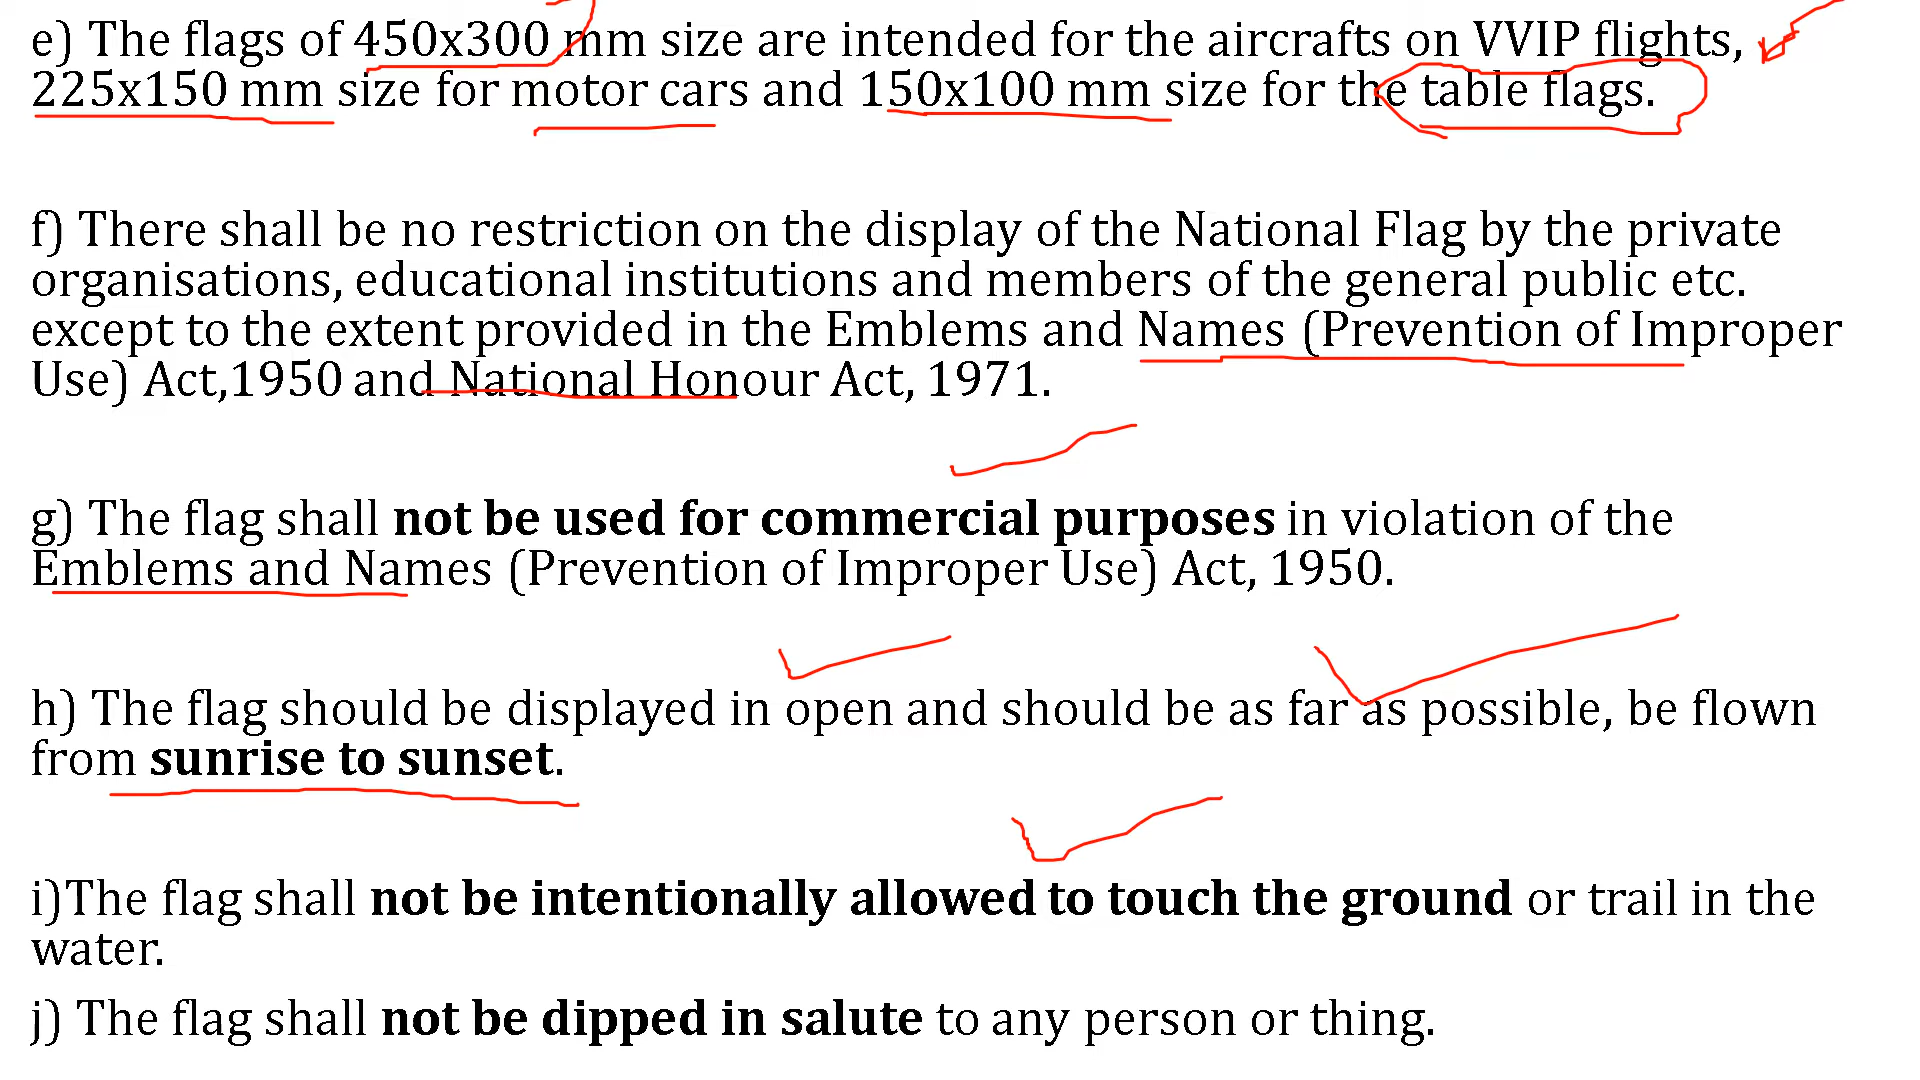 e) The flags of 450x300 mm size are intended for the aircrafts on VVIP flights,
225x150 mm size for motor cars and 150x100 mm size for the table flags.
f) There shall be no restriction on the display of the National Flag by the private
organisations, educational institutions and members of the general public etc.
except to the extent provided in the Emblems and Names (Prevention of Improper
Use) Act,1950 and National Honour Act, 1971.
g) The flag shall not be used for commercial purposes in violation of the
Emblems and Names (Prevention of Improper Use) Act, 1950.
h) The flag should be displayed in open and should be as far as possible, be flown
from sunrise to sunset.
i)The flag shall not be intentionally allowed to touch the ground or trail in the
water.
j) The flag shall not be dipped in salute to any person or thing.